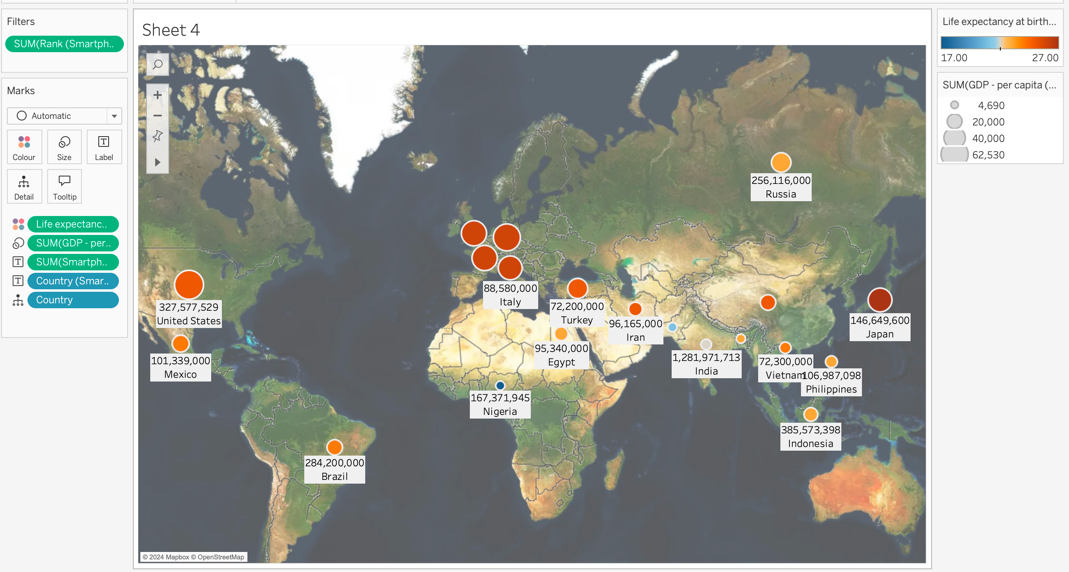 Filters
SUM(Rank (Smartph..
Marks
Automatic
Colour
Size
Label
Detail
Tooltip
Life expectanc..
SUM(GDP - per..
SUM(Smartph..
Country (Smar..
Country
Sheet 4
256,116,000
Russia
88,580,000
Italy
72,200,000
Turkey
327,577,529
United States
96,165,000
Iran
146,649,600
Japan
101,339,000
Mexico
95,340,000
Egypt
1,281,971,713
India
72,300,000
Vietnam
106,987,098
Philippines
167,371,945
Nigeria
385,573,398
Indonesia
284,200,000
Brazil
© 2024 Mapbox © OpenStreetMap
Life expectancy at birth...
17.00 27.00
SUM(GDP - per capita (...
4,690
20,000
40,000
62,530